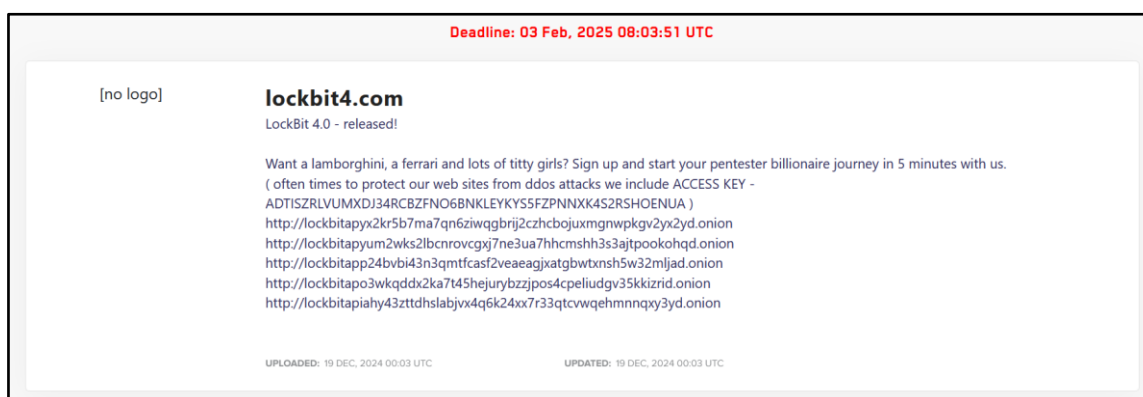 Deadline: 03 Feb, 2025 08:03:51 UTC
[no logo]
lockbit4.com
LockBit 4.0 - released!
Want a lamborghini, a ferrari and lots of titty girls? Sign up and start your pentester billionaire journey in 5 minutes with us.
( often times to protect our web sites from ddos attacks we include ACCESS KEY -
ADTISZRLVUMXDJ34RCBZFNO6BNKLEYKYS5FZPNNXK4S2RSHOENUA )
http://lockbitapyx2kr5b7ma7qn6ziwqgbrij2czhcbojuxmgnwpkgv2yx2yd.onion
http://lockbitapyum2wks2lbcnrovcgxj7ne3ua7hhcmshh3s3ajtpookohqd.onion
http://lockbitapp24bvbi43n3qmtfcasf2veaeagjxatgbwtxnsh5w32mljad.onion
http://lockbitapo3wkqddx2ka7t45hejurybzzjpos4cpeliudgv35kkizrid.onion
http://lockbitapiahy43zttdhslabjvx4q6k24xx7r33qtcvwqehmnnqxy3yd.onion
UPLOADED: 19 DEC, 2024 00:03 UTC UPDATED: 19 DEC, 2024 00:03 UTC